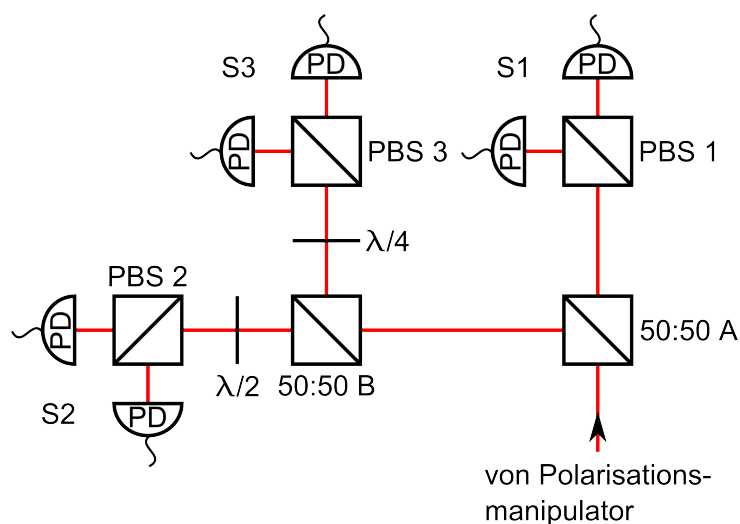 S3
PD
S1
PD
PD
PBS 3
PD
PBS 1
λ/4
PBS 2
PD
λ/2
50:50 B
50:50 A
S2
PD
von Polarisations-
manipulator